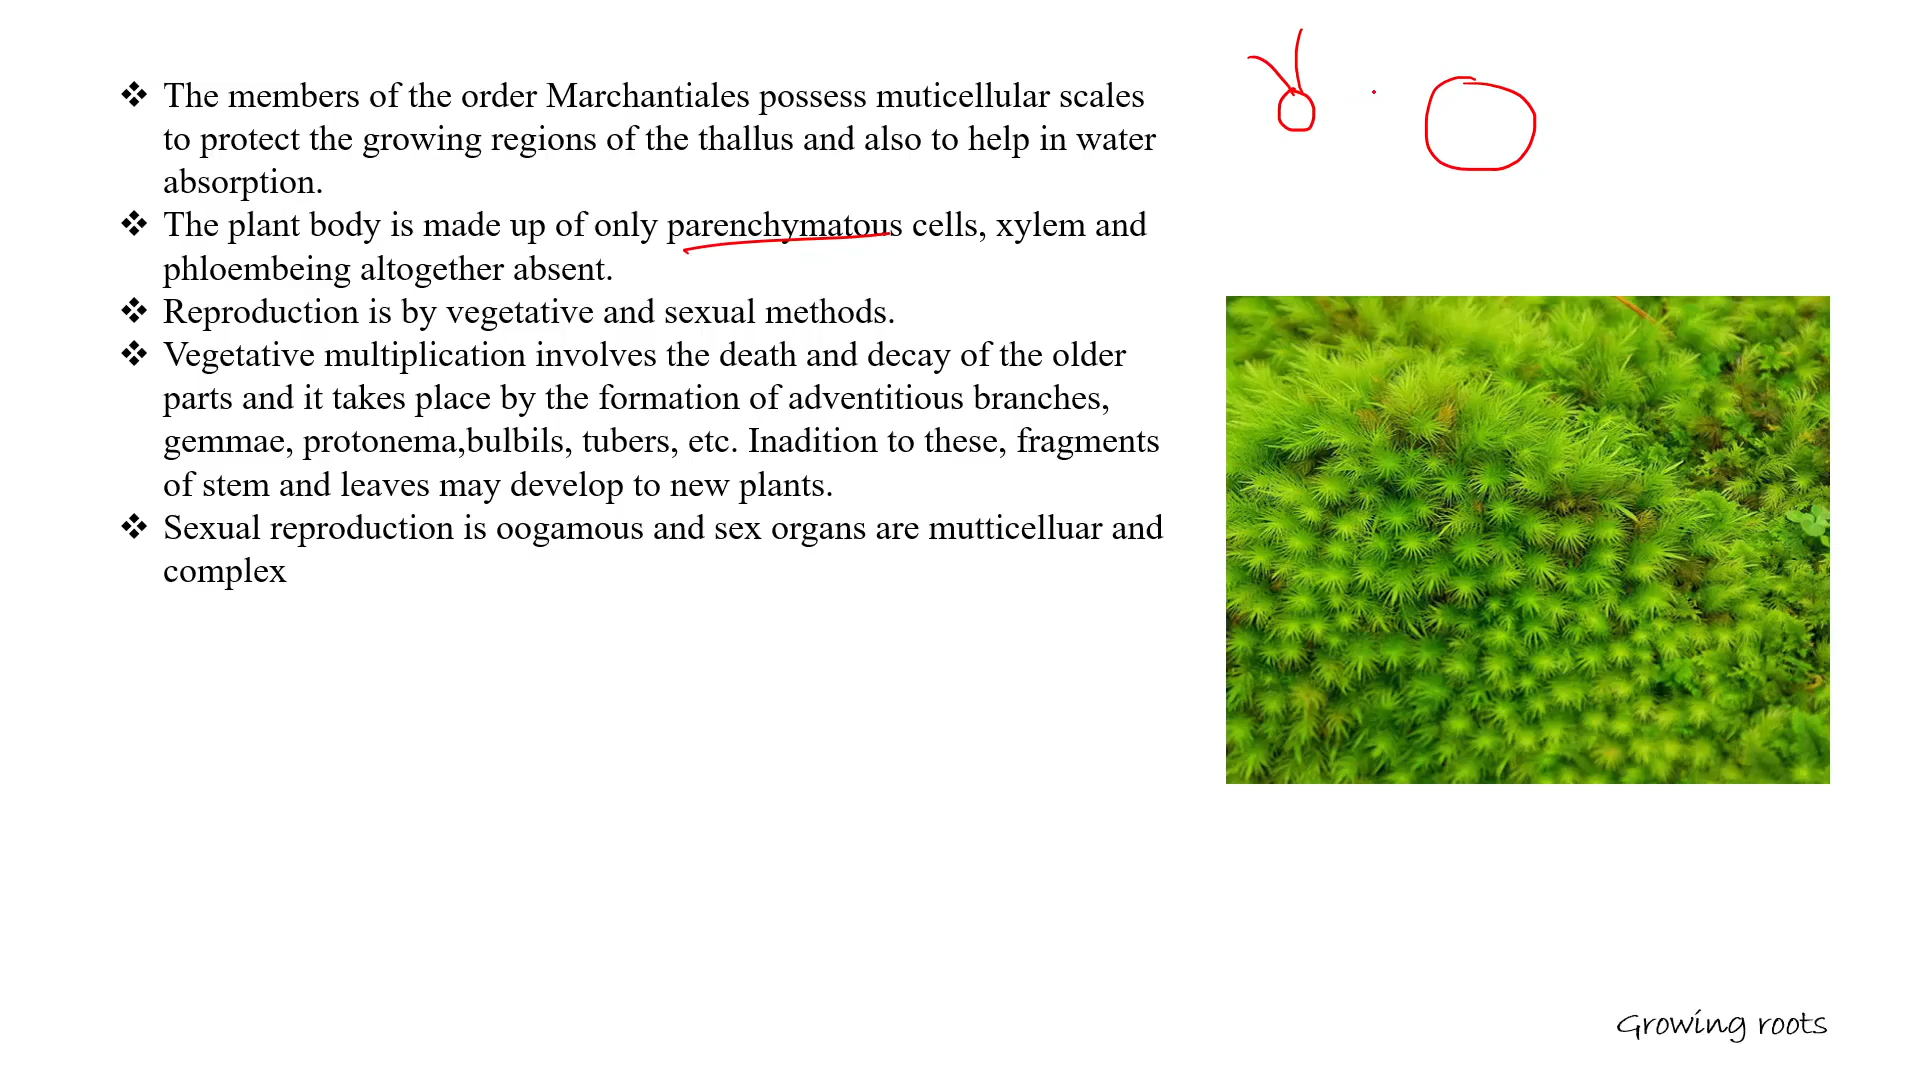 ❖ The members of the order Marchantiales possess muticellular scales
to protect the growing regions of the thallus and also to help in water
absorption.
❖ The plant body is made up of only parenchymatous cells, xylem and
phloembeing altogether absent.
❖ Reproduction is by vegetative and sexual methods.
❖ Vegetative multiplication involves the death and decay of the older
parts and it takes place by the formation of adventitious branches,
gemmae, protonema,bulbils, tubers, etc. Inadition to these, fragments
of stem and leaves may develop to new plants.
❖ Sexual reproduction is oogamous and sex organs are mutticelluar and
complex
Growing roots